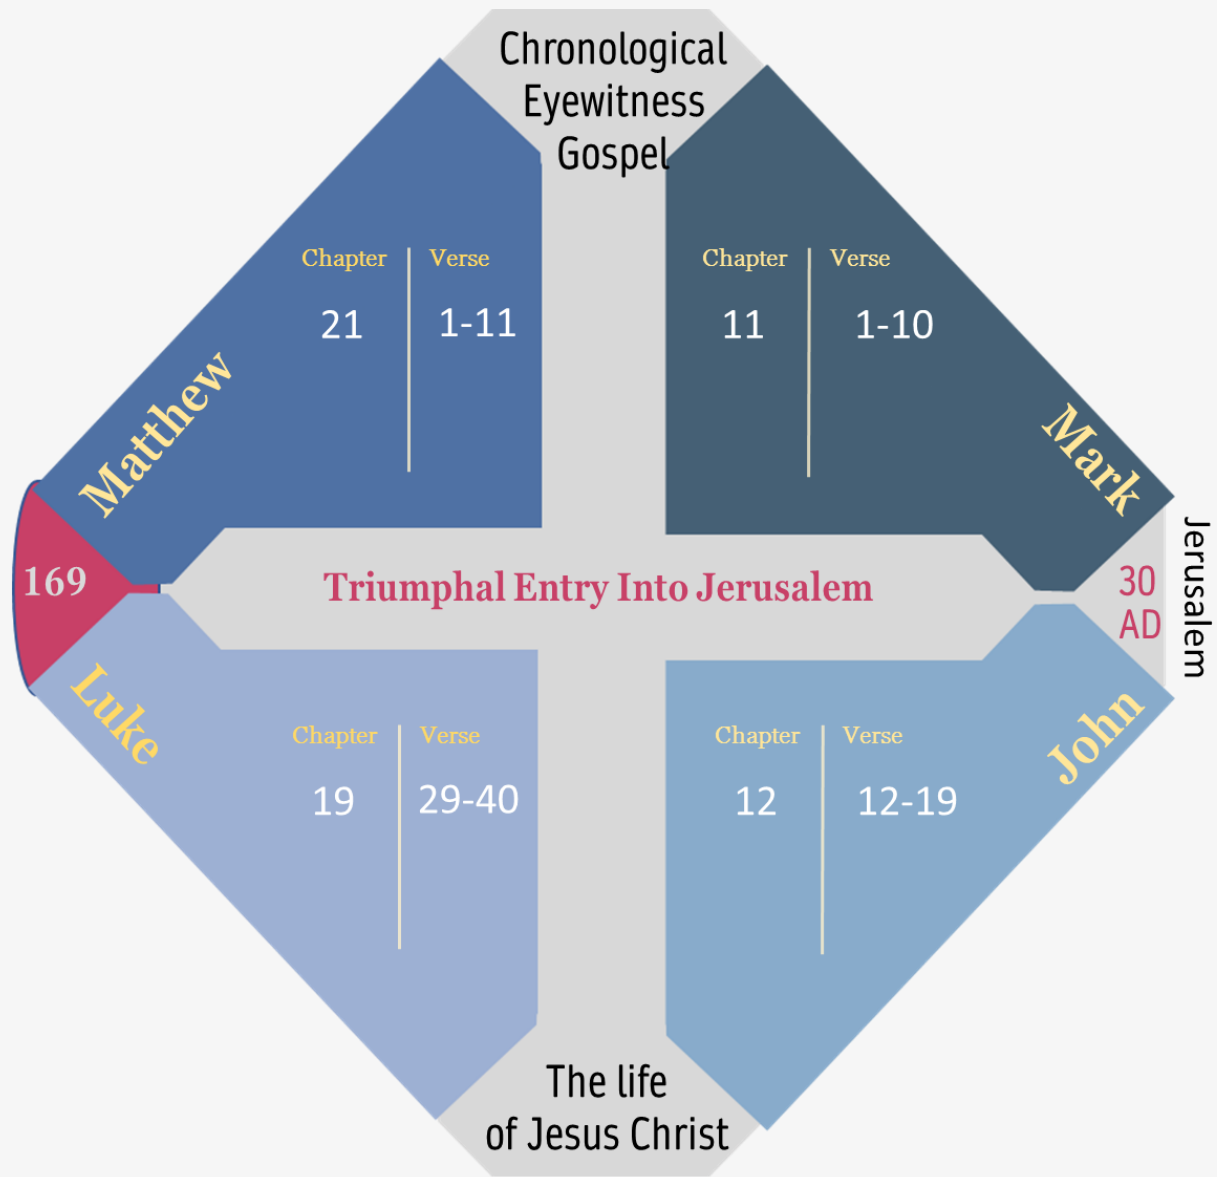 Chronological
Eyewitness
Gospel
Matthew
Chapter Verse
21 1-11
Mark
Chapter Verse
11 1-10
169
Triumphal Entry Into Jerusalem
30
AD
Jerusalem
Luke
Chapter Verse
19 29-40
John
Chapter Verse
12 12-19
The life
of Jesus Christ